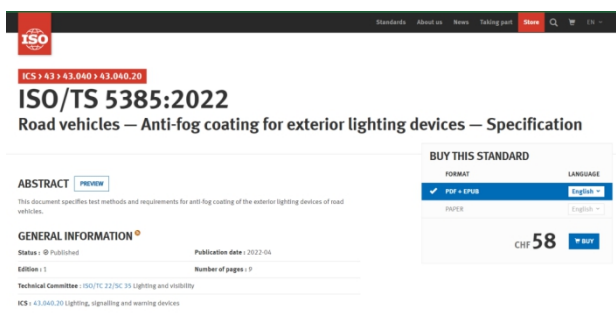 Standards About us News Taking part Store EN
ISO
ICS > 43 > 43.040 > 43.040.20
ISO/TS 5385:2022
Road vehicles — Anti-fog coating for exterior lighting devices — Specification
BUY THIS STANDARD
FORMAT LANGUAGE
PDF + EPUB English
PAPER English
CHF 58 BUY
ABSTRACT PREVIEW
This document specifies test methods and requirements for anti-fog coating of the exterior lighting devices of road
vehicles.
GENERAL INFORMATION
Status : Published Publication date : 2022-04
Edition : 1 Number of pages : 9
Technical Committee : ISO/TC 22/SC 35 Lighting and visibility
ICS : 43.040.20 Lighting, signalling and warning devices